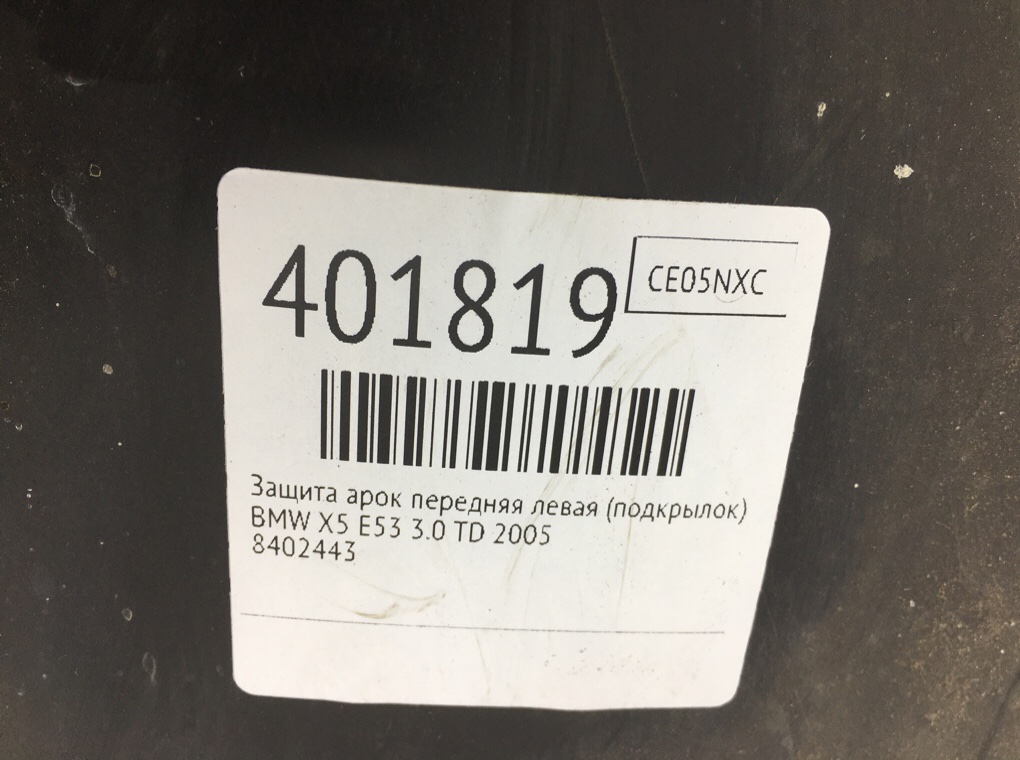 401819
CE05NXC
Защита арок передняя левая (подкрылок)
BMW X5 E53 3.0 TD 2005
8402443